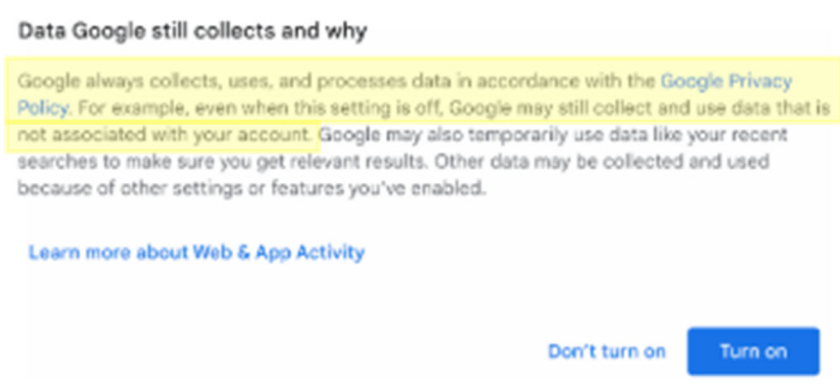 Data Google still collects and why
Google always collects, uses, and processes data in accordance with the Google Privacy
Policy. For example, even when this setting is off, Google may still collect and use data that is
not associated with your account. Google may also temporarily use data like your recent
searches to make sure you get relevant results. Other data may be collected and used
because of other settings or features you've enabled.
Learn more about Web & App Activity
Don't turn on Turn on